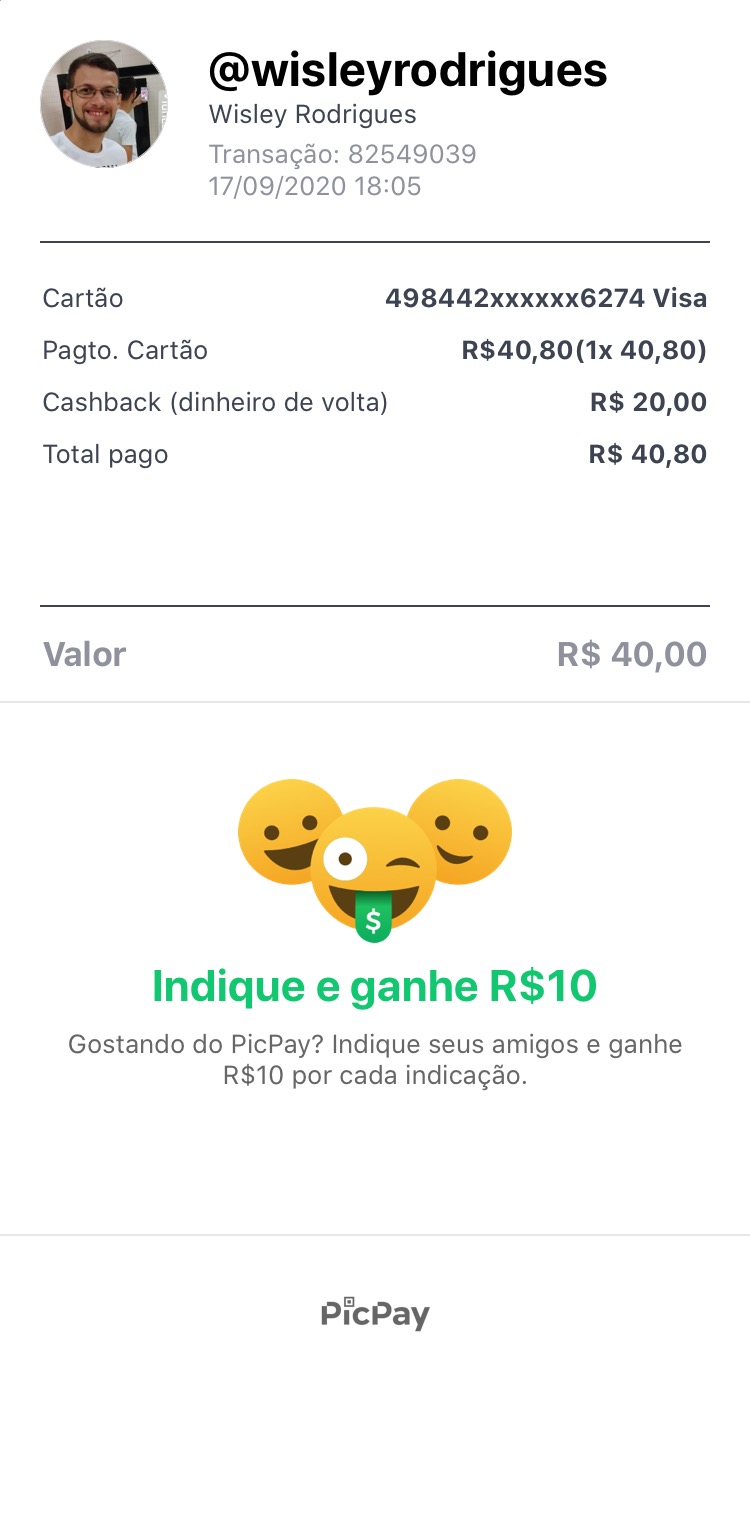 @wisleyrodrigues
Wisley Rodrigues
Transação: 82549039
17/09/2020 18:05
Cartão 498442xxxxxx6274 Visa
Pagto. Cartão R$40,80(1x 40,80)
Cashback (dinheiro de volta) R$ 20,00
Total pago R$ 40,80
Valor R$ 40,00
$
Indique e ganhe R$10
Gostando do PicPay? Indique seus amigos e ganhe
R$10 por cada indicação.
PicPay